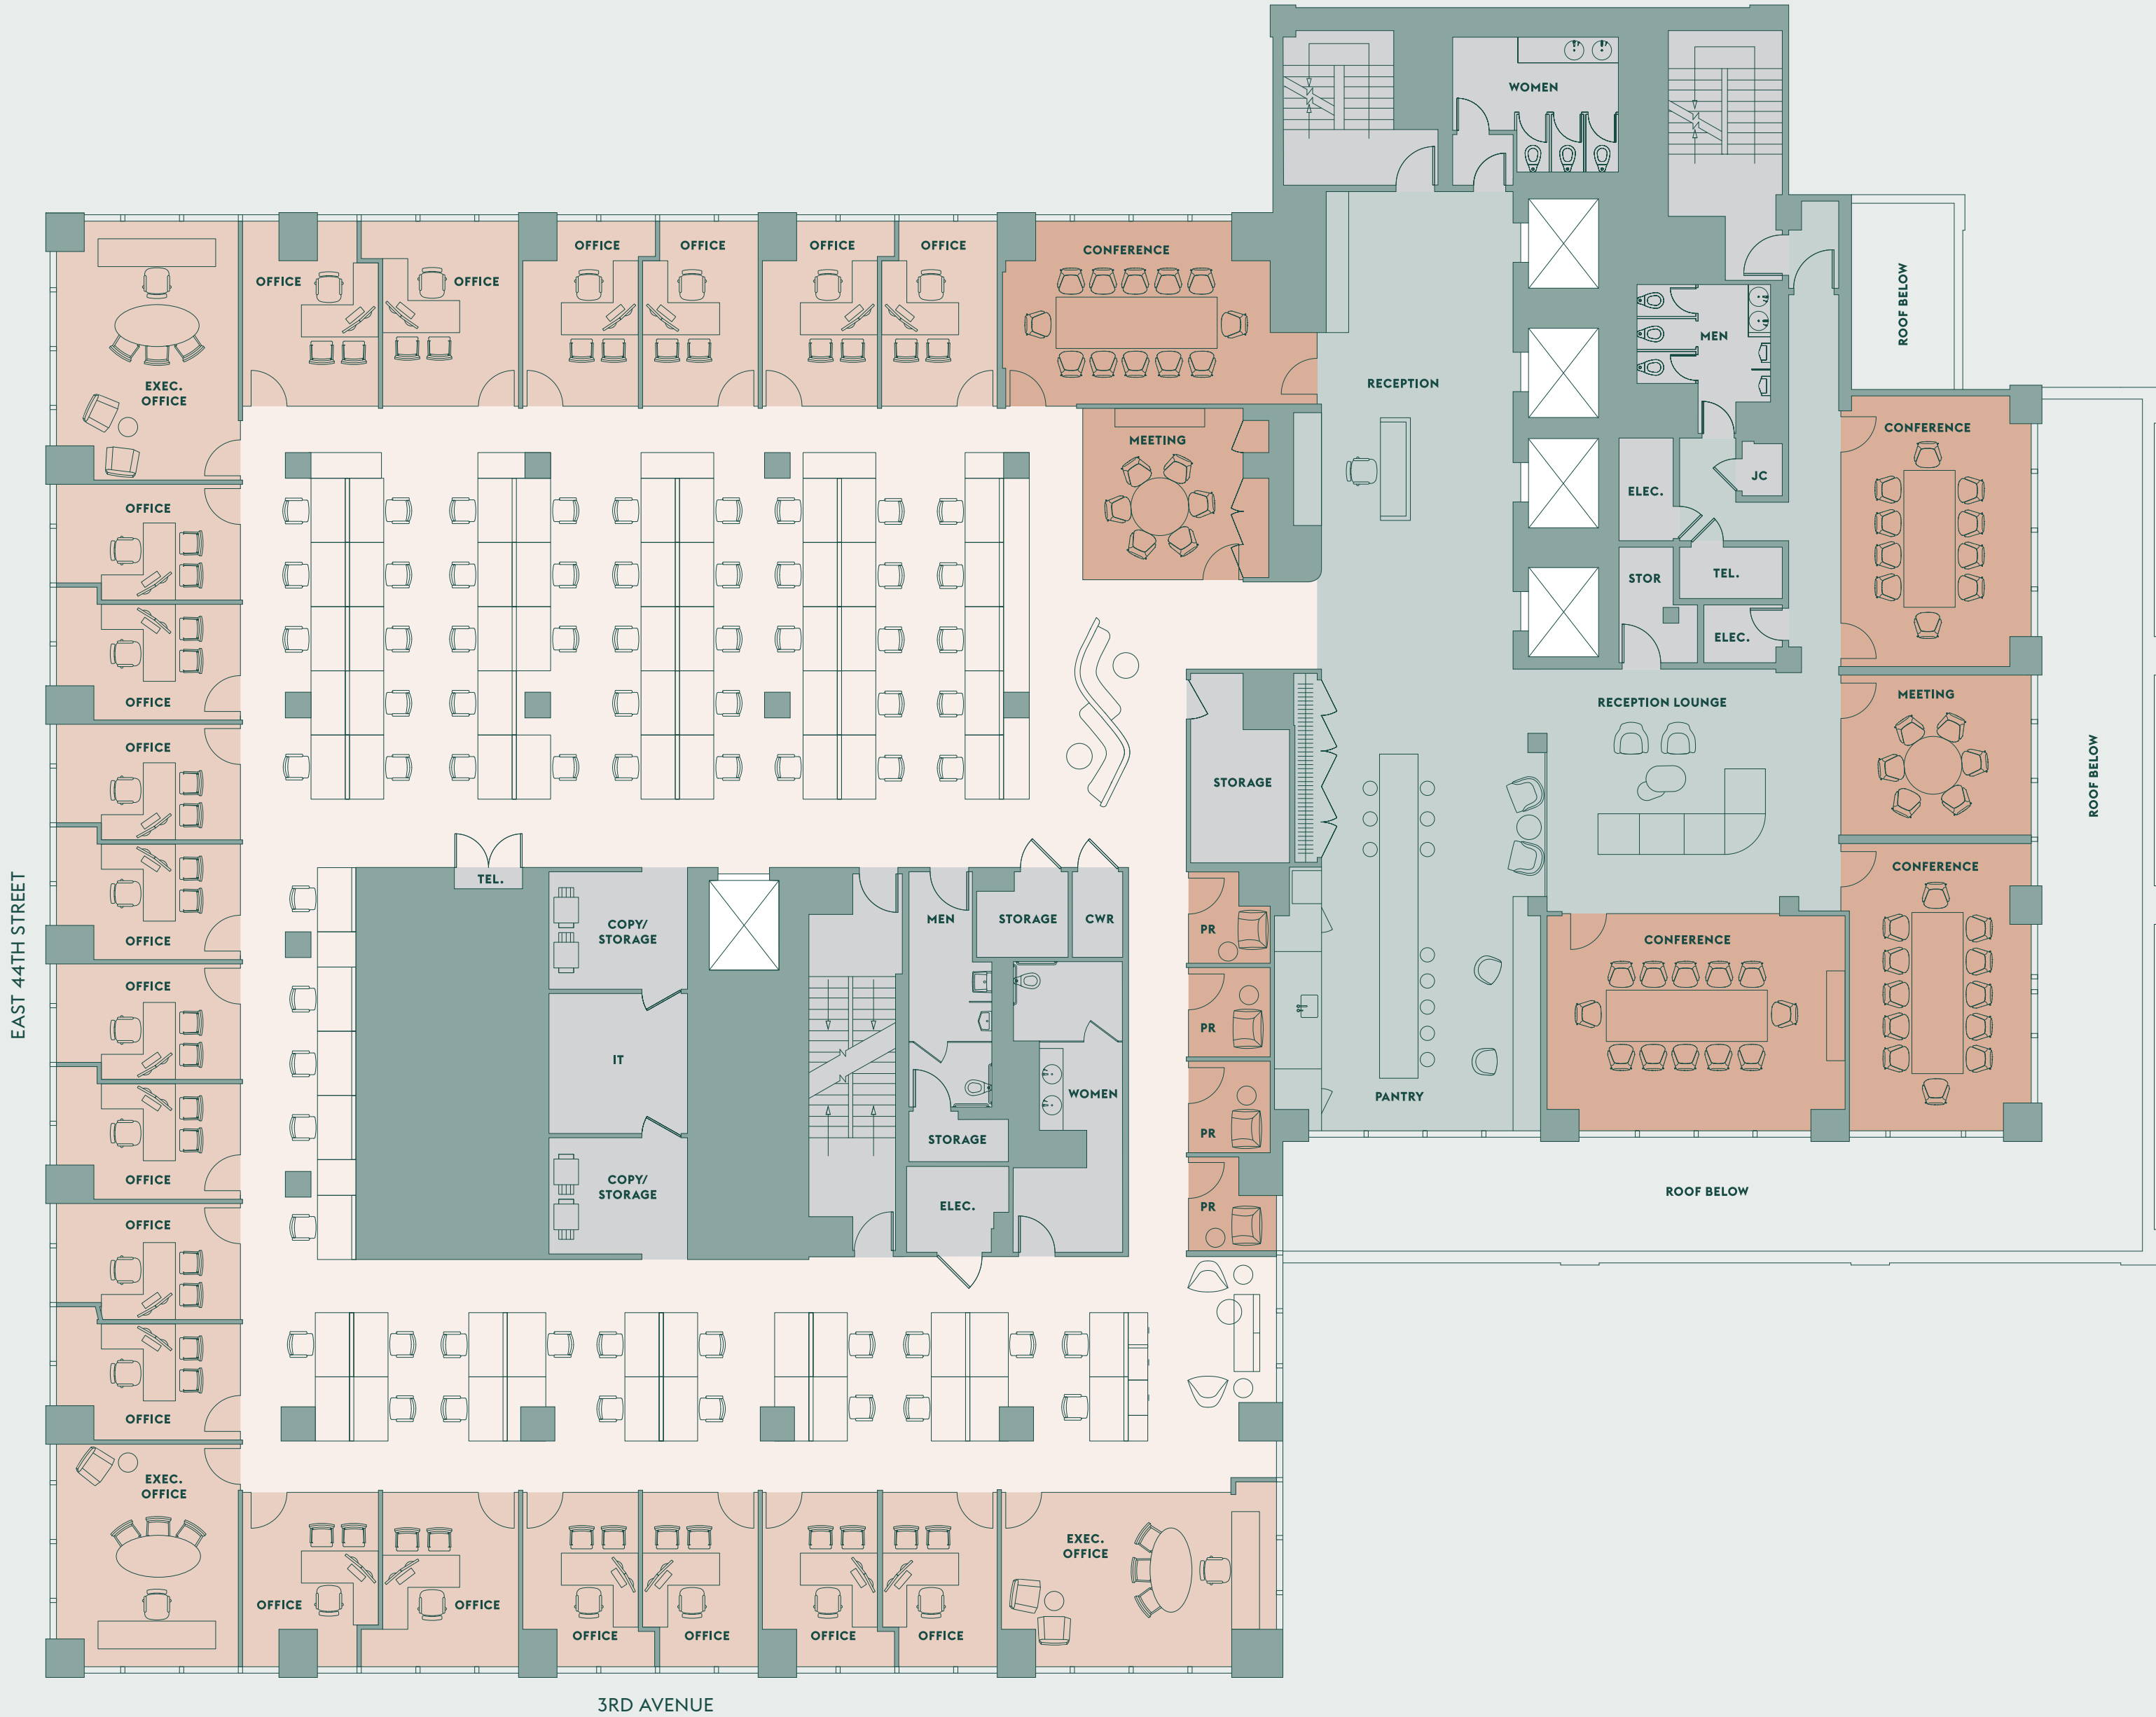 WOMEN
OFFICE
OFFICE
OFFICE
OFFICE
CONFERENCE
OFFICE
OFFICE
ROOF BELOW
MEN
RECEPTION
EXEC.
OFFICE
CONFERENCE
MEETING
JC
ELEC.
OFFICE
TEL.
STOR
ELEC.
MEETING
OFFICE
RECEPTION LOUNGE
OFFICE
ROOF BELOW
STORAGE
TEL.
CONFERENCE
COPY/
STORAGE
MEN
STORAGE
CWR
PR
CONFERENCE
OFFICE
EAST 44TH STREET
OFFICE
PR
IT
WOMEN
PANTRY
PR
STORAGE
OFFICE
COPY/
STORAGE
ELEC.
PR
ROOF BELOW
OFFICE
OFFICE
EXEC.
OFFICE
EXEC.
OFFICE
OFFICE
OFFICE
OFFICE
OFFICE
OFFICE
OFFICE
3RD AVENUE